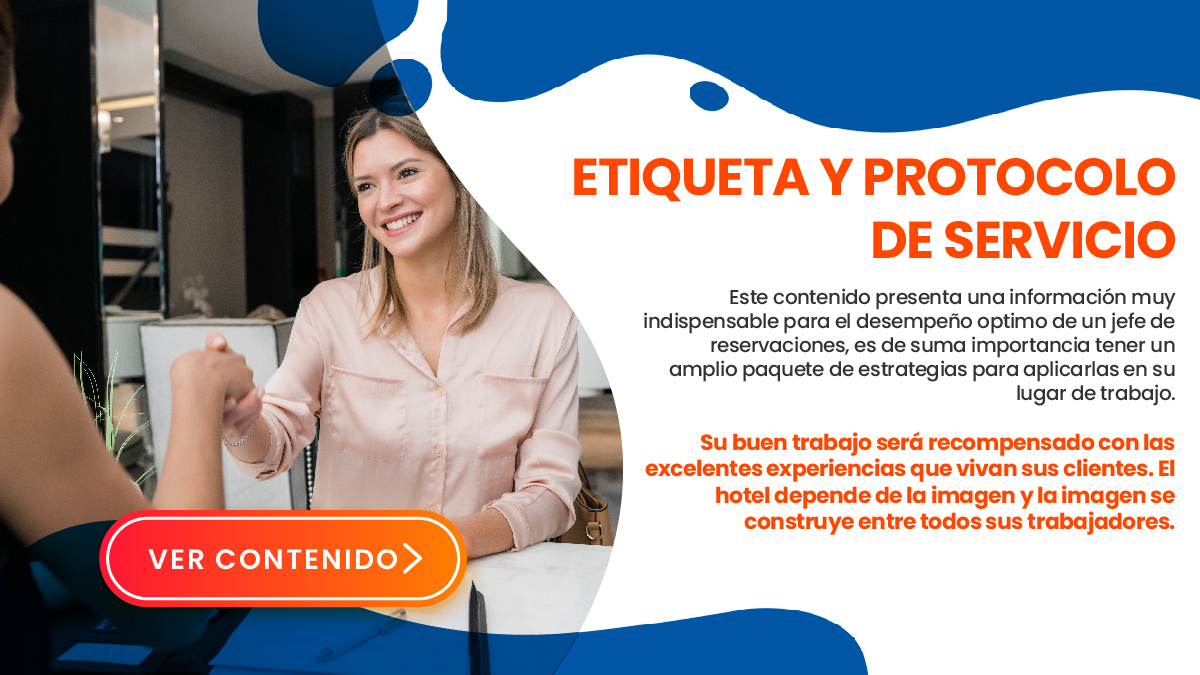 ETIQUETA Y PROTOCOLO
DE SERVICIO
Este contenido presenta una información muy
indispensable para el desempeño optimo de un jefe de
reservaciones, es de suma importancia tener un
amplio paquete de estrategias para aplicarlas en su
lugar de trabajo.
Su buen trabajo será recompensado con las
excelentes experiencias que vivan sus clientes. El
hotel depende de la imagen y la imagen se
construye entre todos sus trabajadores.
VER CONTENIDO